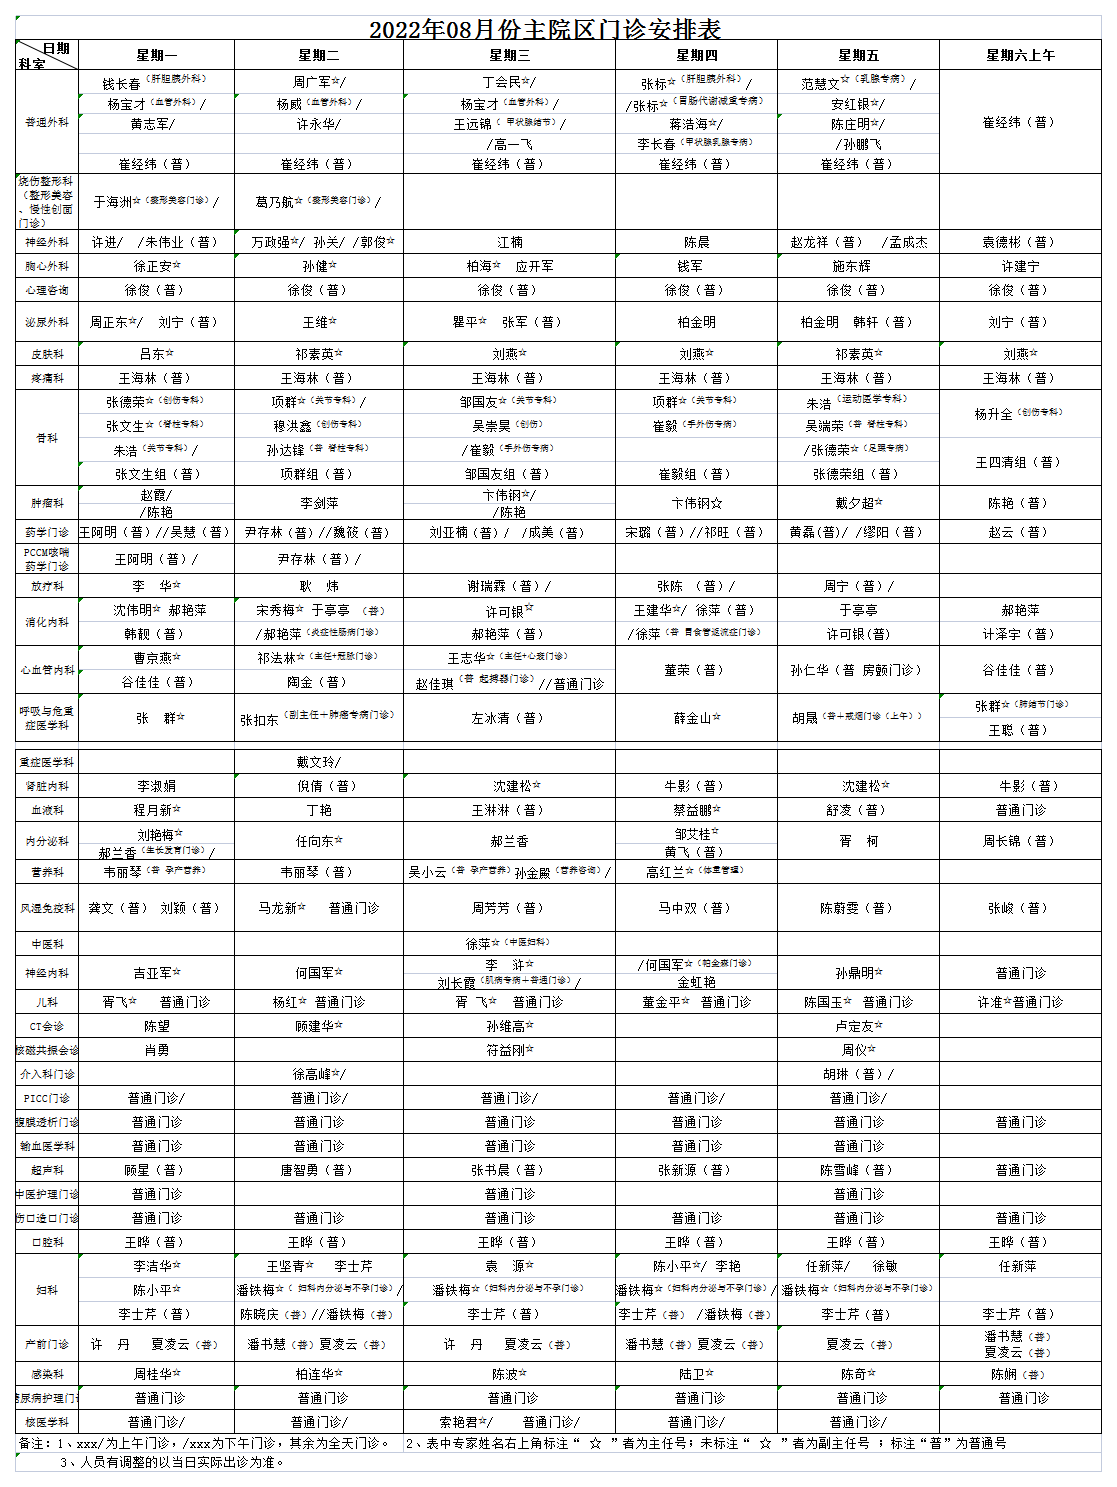 2022年08月份主院区门诊安排表
日期 科室 星期一 星期二 星期三 星期四 星期五 星期六上午
普通外科 钱长春（肝胆胰外科） 周广军☆/ 丁会民☆/ 张标☆（肝胆胰外科）/ 范慧文☆（乳腺专病）/ 崔经纬（普）
杨宝才（血管外科）/ 杨威（血管外科）/ 杨宝才（血管外科）/ /张标☆（胃肠代谢减重专病） 安红银☆/
黄志军/ 许永华/ 王远锦（ 甲状腺结节）/ 蒋浩海☆/ 陈庄明☆/
/高一飞 李长春（甲状腺乳腺专病） /孙鹏飞
崔经纬（普） 崔经纬（普） 崔经纬（普） 崔经纬（普） 崔经纬（普）
烧伤整形科（整形美容、慢性创面门诊） 于海洲☆（整形美容门诊）/ 葛乃航☆（整形美容门诊）/
神经外科 许进/ /朱伟业（普） 万政强☆/ 孙关/ /郭俊☆ 江楠 陈晨 赵龙祥（普） /孟成杰 袁德彬（普）
胸心外科 徐正安☆ 孙健☆ 柏海☆ 应开军 钱军 施东辉 许建宁
心理咨询 徐俊（普） 徐俊（普） 徐俊（普） 徐俊（普） 徐俊（普） 徐俊（普）
泌尿外科 周正东☆/ 刘宁（普） 王维☆ 瞿平☆ 张军（普） 柏金明 柏金明 韩轩（普） 刘宁（普）
皮肤科 吕东☆ 祁素英☆ 刘燕☆ 刘燕☆ 祁素英☆ 刘燕☆
疼痛科 王海林（普） 王海林（普） 王海林（普） 王海林（普） 王海林（普） 王海林（普）
骨科 张德荣☆（创伤专科） 项群☆（关节专科）/ 邹国友☆（关节专科） 项群☆（关节专科） 朱浩（运动医学专科） 杨升全（创伤专科）
张文生☆（脊柱专科） 穆洪鑫（创伤专科） 吴崇昊（创伤） 崔毅（手外伤专病） 吴端荣（普 脊柱专科）
朱浩（关节专科）/ 孙达锋（普 脊柱专科） /崔毅（手外伤专病） /张德荣☆（足踝专病） 王四清组（普）
张文生组（普） 项群组（普） 邹国友组（普） 崔毅组（普） 张德荣组（普）
肿瘤科 赵霞/ 李剑萍 卞伟钢☆/ 卞伟钢☆ 戴夕超☆ 陈艳（普）
/陈艳 /陈艳
药学门诊 王阿明（普）//吴慧（普） 尹存林（普）//魏筱（普） 刘亚楠（普）/ /成美（普） 宋璐（普）//祁旺（普） 黄磊(普)/ /缪阳（普） 赵云（普）
PCCM咳喘药学门诊 王阿明（普）/ 尹存林（普）/
放疗科 李 华☆ 耿 炜 谢瑞霖（普）/ 张陈 （普）/ 周宁（普）/
消化内科 沈伟明☆ 郝艳萍 宋秀梅☆ 于亭亭 （普） 许可银☆ 王建华☆/ 徐萍（普） 于亭亭 郝艳萍
韩靓（普） /郝艳萍（炎症性肠病门诊） 郝艳萍（普） /徐萍（普 胃食管返流症门诊） 许可银(普) 计泽宇（普）
心血管内科 曹京燕☆ 祁法林☆（主任+冠脉门诊） 王志华☆（主任+心衰门诊） 董荣（普） 孙仁华（普 房颤门诊） 谷佳佳（普）
谷佳佳（普） 陶金（普） 赵佳琪（普 起搏器门诊）//普通门诊
呼吸与危重症医学科 张 群☆ 张扣东（副主任+肺癌专病门诊） 左冰清（普） 薛金山☆ 胡晟（普+戒烟门诊（上午）） 张群☆（肺结节门诊）
王聪（普）
重症医学科 戴文玲/
肾脏内科 李淑娟 倪倩（普） 沈建松☆ 牛影（普） 沈建松☆ 牛影（普）
血液科 程月新☆ 丁艳 王淋淋（普） 蔡益鹏☆ 舒凌（普） 普通门诊
内分泌科 刘艳梅☆ 任向东☆ 郝兰香 邹艾桂☆ 胥 柯 周长锦（普）
郝兰香（生长发育门诊）/ 黄飞（普）
营养科 韦丽琴（普 孕产营养） 韦丽琴（普） 吴小云（普 孕产营养）孙金殿（营养咨询）/ 高红兰☆（体重管理）
风湿免疫科 龚文（普） 刘颖（普） 马龙新☆ 普通门诊 周芳芳（普） 马中双（普） 陈蔚雯（普） 张峻（普）
中医科 徐萍☆（中医妇科）
神经内科 吉亚军☆ 何国军☆ 李 浒☆ /何国军☆（帕金森门诊） 孙鼎明☆ 普通门诊
刘长霞（肌病专病+普通门诊）/ 金虹艳
儿科 胥飞☆ 普通门诊 杨红☆ 普通门诊 胥 飞☆ 普通门诊 董金平☆ 普通门诊 陈国玉☆ 普通门诊 许准☆普通门诊
CT会诊 陈望 顾建华☆ 孙维高☆ 卢定友☆
核磁共振会诊 肖勇 符益刚☆ 周仪☆
介入科门诊 徐高峰☆/ 胡琳（普）/
PICC门诊 普通门诊/ 普通门诊/ 普通门诊/ 普通门诊/ 普通门诊/
腹膜透析门诊 普通门诊 普通门诊 普通门诊 普通门诊 普通门诊 普通门诊
输血医学科 普通门诊 普通门诊 普通门诊 普通门诊 普通门诊
超声科 顾星（普） 唐智勇（普） 张书晨（普） 张新源（普） 陈雪峰（普） 普通门诊
中医护理门诊 普通门诊 普通门诊 普通门诊
伤口造口门诊 普通门诊 普通门诊 普通门诊 普通门诊 普通门诊 普通门诊
口腔科 王晔（普） 王晔（普） 王晔（普） 王晔（普） 王晔（普） 王晔（普）
妇科 李洁华☆ 王坚青☆ 李士芹 袁 源☆ 陈小平☆/ 李艳 任新萍/ 徐敏 任新萍
陈小平☆ 潘铁梅☆（ 妇科内分泌与不孕门诊）/ 潘铁梅☆（妇科内分泌与不孕门诊） 潘铁梅☆（妇科内分泌与不孕门诊）/ 潘铁梅☆（妇科内分泌与不孕门诊）
李士芹（普） 陈晓庆（普）//潘铁梅（普） 李士芹（普） 李士芹（普） /潘铁梅（普） 李士芹（普） 李士芹（普）
产前门诊 许 丹 夏凌云（普） 潘书慧（普）夏凌云（普） 许 丹 夏凌云（普） 潘书慧（普）夏凌云（普） 夏凌云（普） 潘书慧（普）
夏凌云（普）
感染科 周桂华☆ 柏连华☆ 陈波☆ 陆卫☆ 陈奇☆ 陈娴（普）
尿病护理门 普通门诊 普通门诊 普通门诊 普通门诊 普通门诊 普通门诊
核医学科 普通门诊/ 普通门诊/ 索艳君☆/ 普通门诊/ 普通门诊/ 普通门诊/
备注：1、xxx/为上午门诊，/xxx为下午门诊，其余为全天门诊。 2、表中专家姓名右上角标注“ ☆ ”者为主任号；未标注“ ☆ ”者为副主任号 ；标注“普”为普通号
3、人员有调整的以当日实际出诊为准。